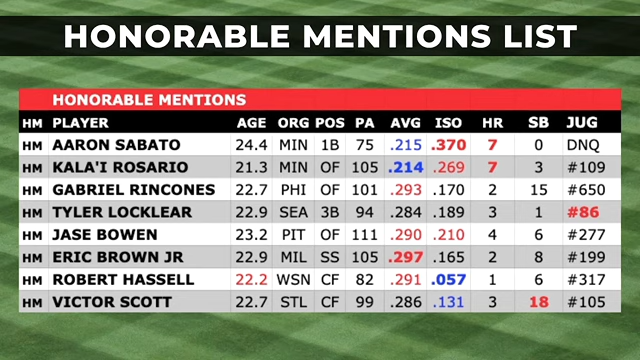 HONORABLE MENTIONS LIST
HONORABLE MENTIONS
HM PLAYER AGE ORG POS PA AVG ISO HR SB JUG
HM AARON SABATO 24.4 MIN 1B 75 .215 .370 7 0 DNQ
HM KALA'I ROSARIO 21.3 MIN OF 105 .214 .269 7 3 #109
HM GABRIEL RINCONES 22.7 PHI OF 101 .293 .170 2 15 #650
HM TYLER LOCKLEAR 22.9 SEA 3B 94 .284 .189 3 1 #86
HM JASE BOWEN 23.2 PIT OF 111 .290 .210 4 6 #277
HM ERIC BROWN JR 22.9 MIL SS 105 .297 .165 2 8 #199
HM ROBERT HASSELL 22.2 WSN CF 82 .291 .057 1 6 #317
HM VICTOR SCOTT 22.7 STL CF 99 .286 .131 3 18 #105